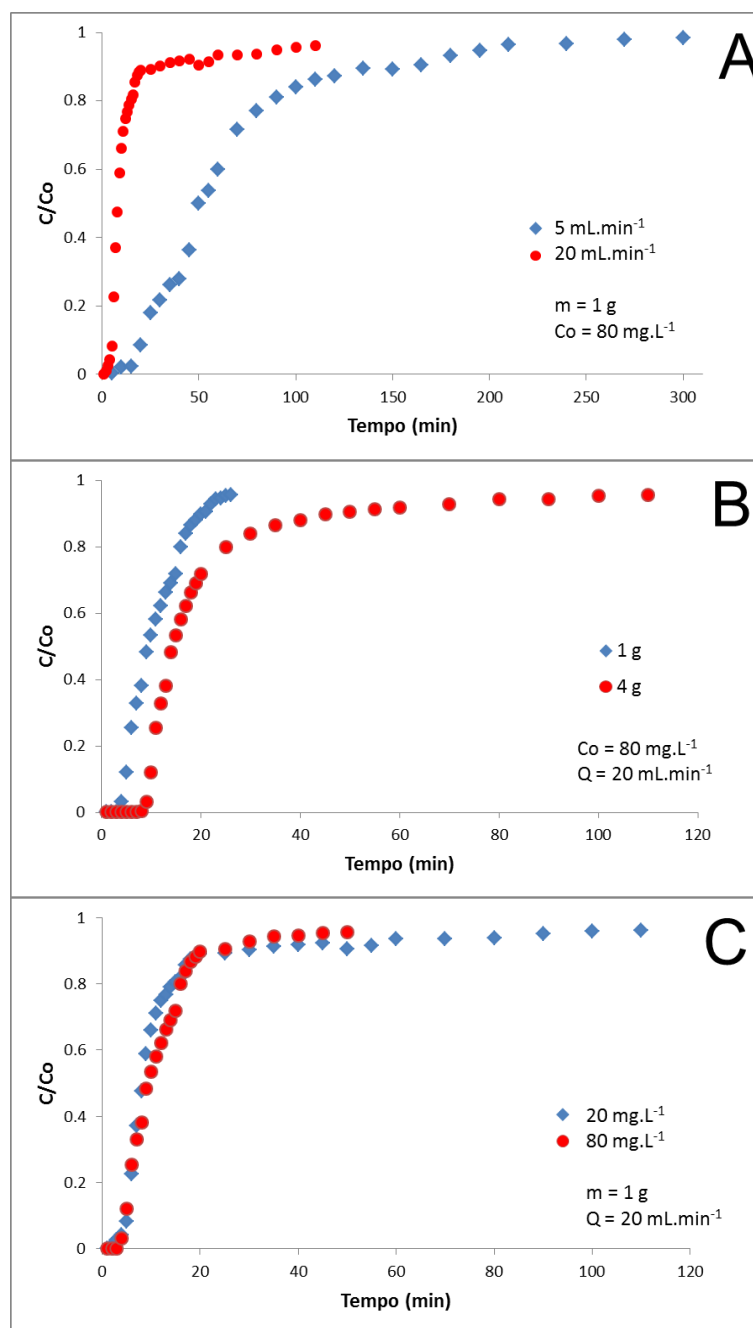 A
1
0.8
0.6
0.4
0.2
0
C/Co
0 50 100 150 200 250 300
Tempo (min)
5 mL.min⁻¹
20 mL.min⁻¹
m = 1 g
Co = 80 mg.L⁻¹
B
1
0.8
0.6
0.4
0.2
0
C/Co
0 20 40 60 80 100 120
Tempo (min)
1 g
4 g
Co = 80 mg.L⁻¹
Q = 20 mL.min⁻¹
C
1
0.8
0.6
0.4
0.2
0
C/Co
0 20 40 60 80 100 120
Tempo (min)
20 mg.L⁻¹
80 mg.L⁻¹
m = 1 g
Q = 20 mL.min⁻¹